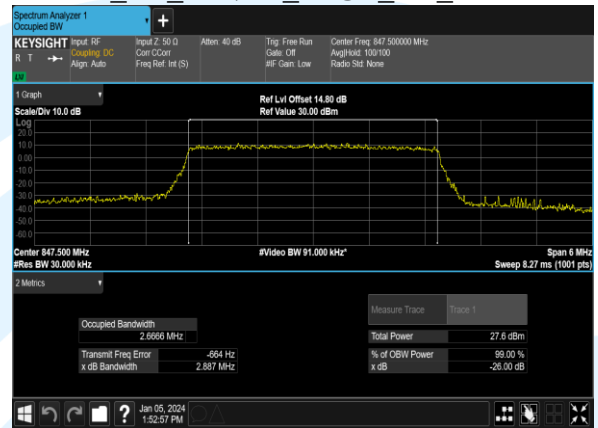 Spectrum Analyzer 1
Occupied BW
+
KEYSIGHT Input: RF Input Z: 50 Ω Atten: 40 dB Trig: Free Run Center Freq: 847.500000 MHz
R T Coupling: DC Corr CCorr Gate: Off Avg|Hold: 100/100
Align: Auto Freq Ref: Int (S) #IF Gain: Low Radio Std: None
LV
1 Graph
Ref Lvl Offset 14.80 dB
Scale/Div 10.0 dB Ref Value 30.00 dBm
Log
20.0
10.0
0.00
-10.0
-20.0
-30.0
-40.0
-50.0
-60.0
Center 847.500 MHz #Video BW 91.000 kHz* Span 6 MHz
#Res BW 30.000 kHz Sweep 8.27 ms (1001 pts)
2 Metrics
Measure Trace Trace 1
Occupied Bandwidth
2.6666 MHz
Total Power 27.6 dBm
Transmit Freq Error -664 Hz % of OBW Power 99.00 %
x dB Bandwidth 2.887 MHz x dB -26.00 dB
? Jan 05, 2024
1:52:57 PM